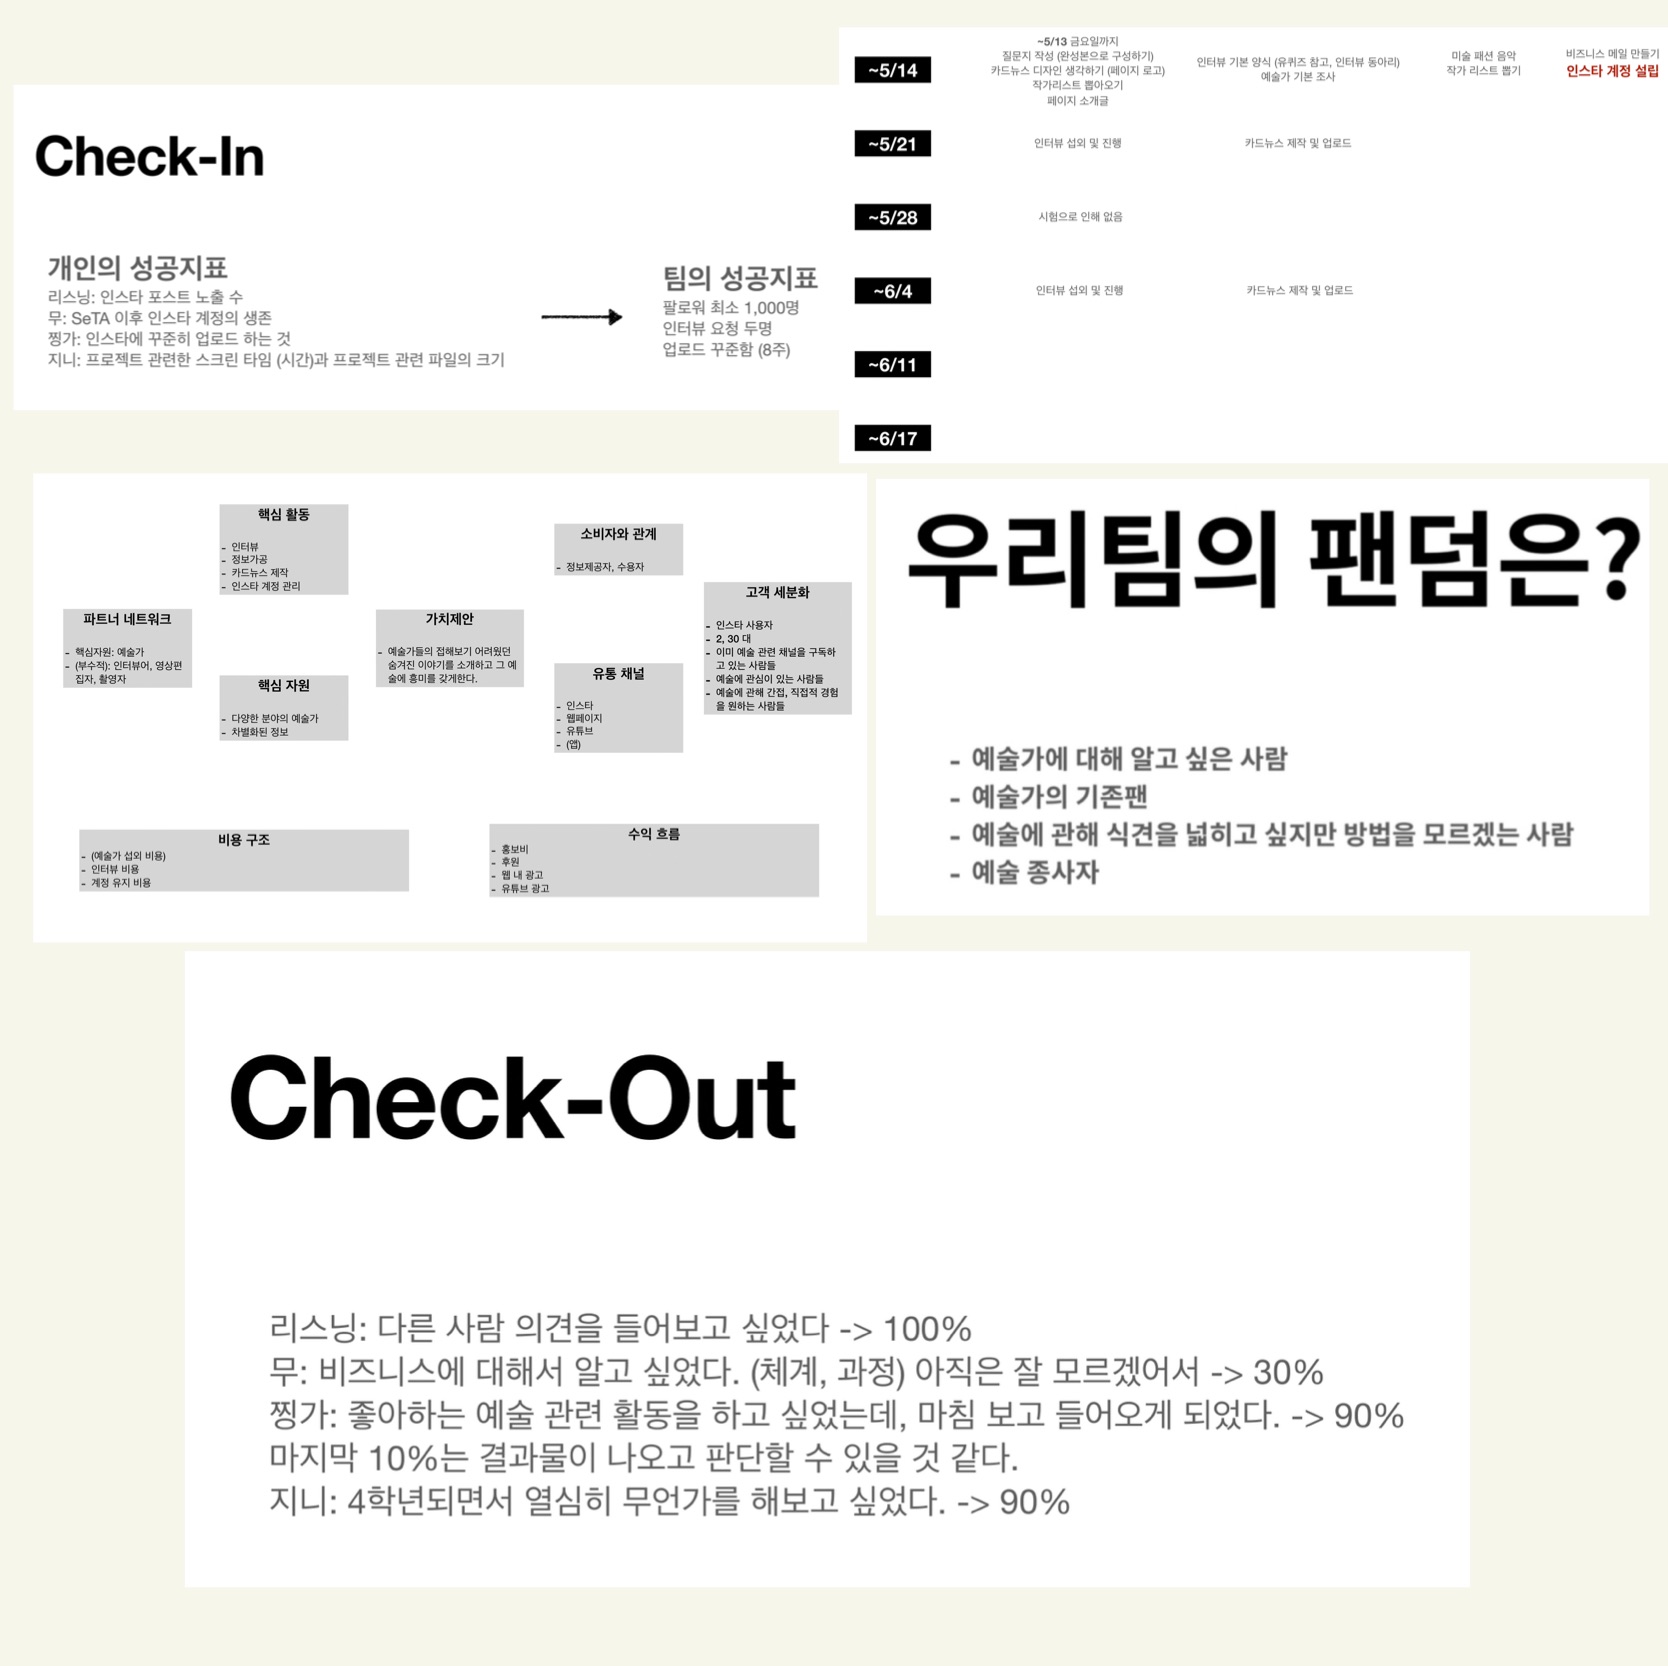 Check-In
개인의 성공지표
리스닝: 인스타 포스트 노출 수
무: SeTA 이후 인스타 계정의 생존
찡가: 인스타에 꾸준히 업로드 하는 것
지니: 프로젝트 관련한 스크린 타임 (시간)과 프로젝트 관련 파일의 크기
팀의 성공지표
팔로워 최소 1,000명
인터뷰 요청 두명
업로드 꾸준함 (8주)
~5/14
~5/13 금요일까지
질문지 작성 (완성본으로 구성하기)
카드뉴스 디자인 생각하기 (페이지 로고)
작가리스트 뽑아오기
페이지 소개글
인터뷰 기본 양식 (유퀴즈 참고, 인터뷰 동아리)
예술가 기본 조사
미술 패션 음악
작가 리스트 뽑기
비즈니스 메일 만들기
인스타 계정 설립
~5/21
인터뷰 섭외 및 진행
카드뉴스 제작 및 업로드
~5/28
시험으로 인해 없음
~6/4
인터뷰 섭외 및 진행
카드뉴스 제작 및 업로드
~6/11
~6/17
핵심 활동
- 인터뷰
- 정보가공
- 카드뉴스 제작
- 인스타 계정 관리
파트너 네트워크
- 핵심자원: 예술가
- (부수적): 인터뷰어, 영상편
집자, 촬영자
핵심 자원
- 다양한 분야의 예술가
- 차별화된 정보
가치제안
- 예술가들의 접해보기 어려웠던
숨겨진 이야기를 소개하고 그 예
술에 흥미를 갖게한다.
소비자와 관계
- 정보제공자, 수용자
유통 채널
- 인스타
- 웹페이지
- 유튜브
- (앱)
고객 세분화
- 인스타 사용자
- 2, 30 대
- 이미 예술 관련 채널을 구독하
고 있는 사람들
- 예술에 관심이 있는 사람들
- 예술에 관해 간접, 직접적 경험
을 원하는 사람들
비용 구조
- (예술가 섭외 비용)
- 인터뷰 비용
- 계정 유지 비용
수익 흐름
- 홍보비
- 후원
- 웹 내 광고
- 유튜브 광고
우리팀의 팬덤은?
- 예술가에 대해 알고 싶은 사람
- 예술가의 기존팬
- 예술에 관해 식견을 넓히고 싶지만 방법을 모르겠는 사람
- 예술 종사자
Check-Out
리스닝: 다른 사람 의견을 들어보고 싶었다 -> 100%
무: 비즈니스에 대해서 알고 싶었다. (체계, 과정) 아직은 잘 모르겠어서 -> 30%
찡가: 좋아하는 예술 관련 활동을 하고 싶었는데, 마침 보고 들어오게 되었다. -> 90%
마지막 10%는 결과물이 나오고 판단할 수 있을 것 같다.
지니: 4학년되면서 열심히 무언가를 해보고 싶었다. -> 90%